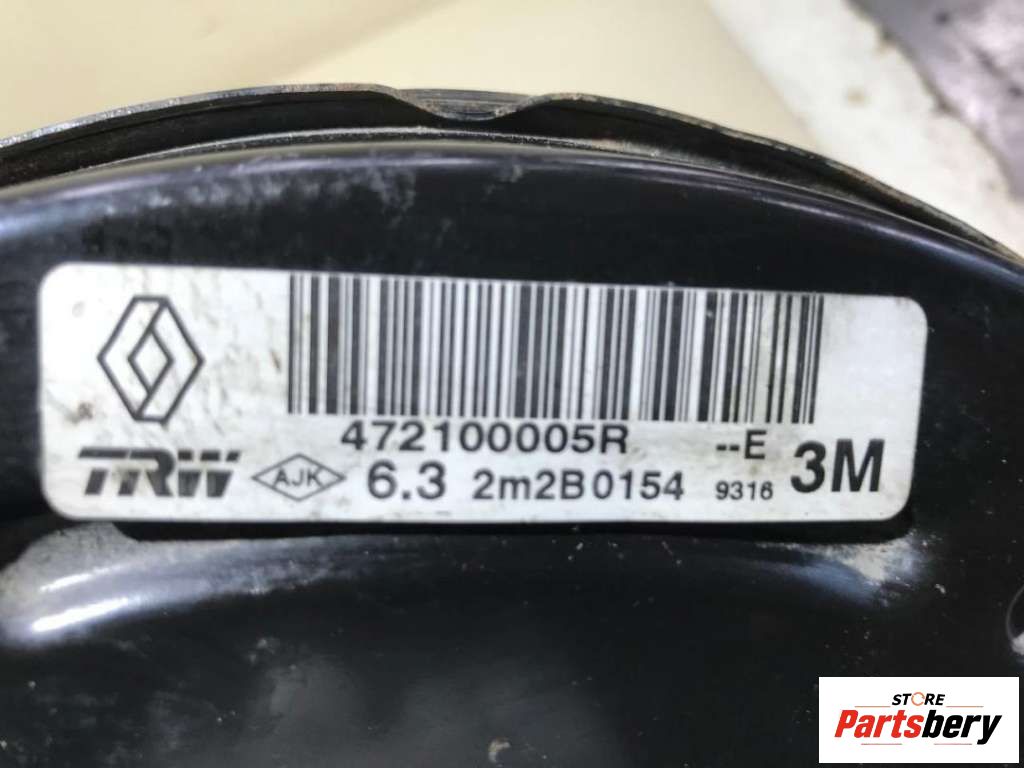 472100005R --E
TRW AJK 6.3 2m2B0154 9316 3M
STORE
Partsbery